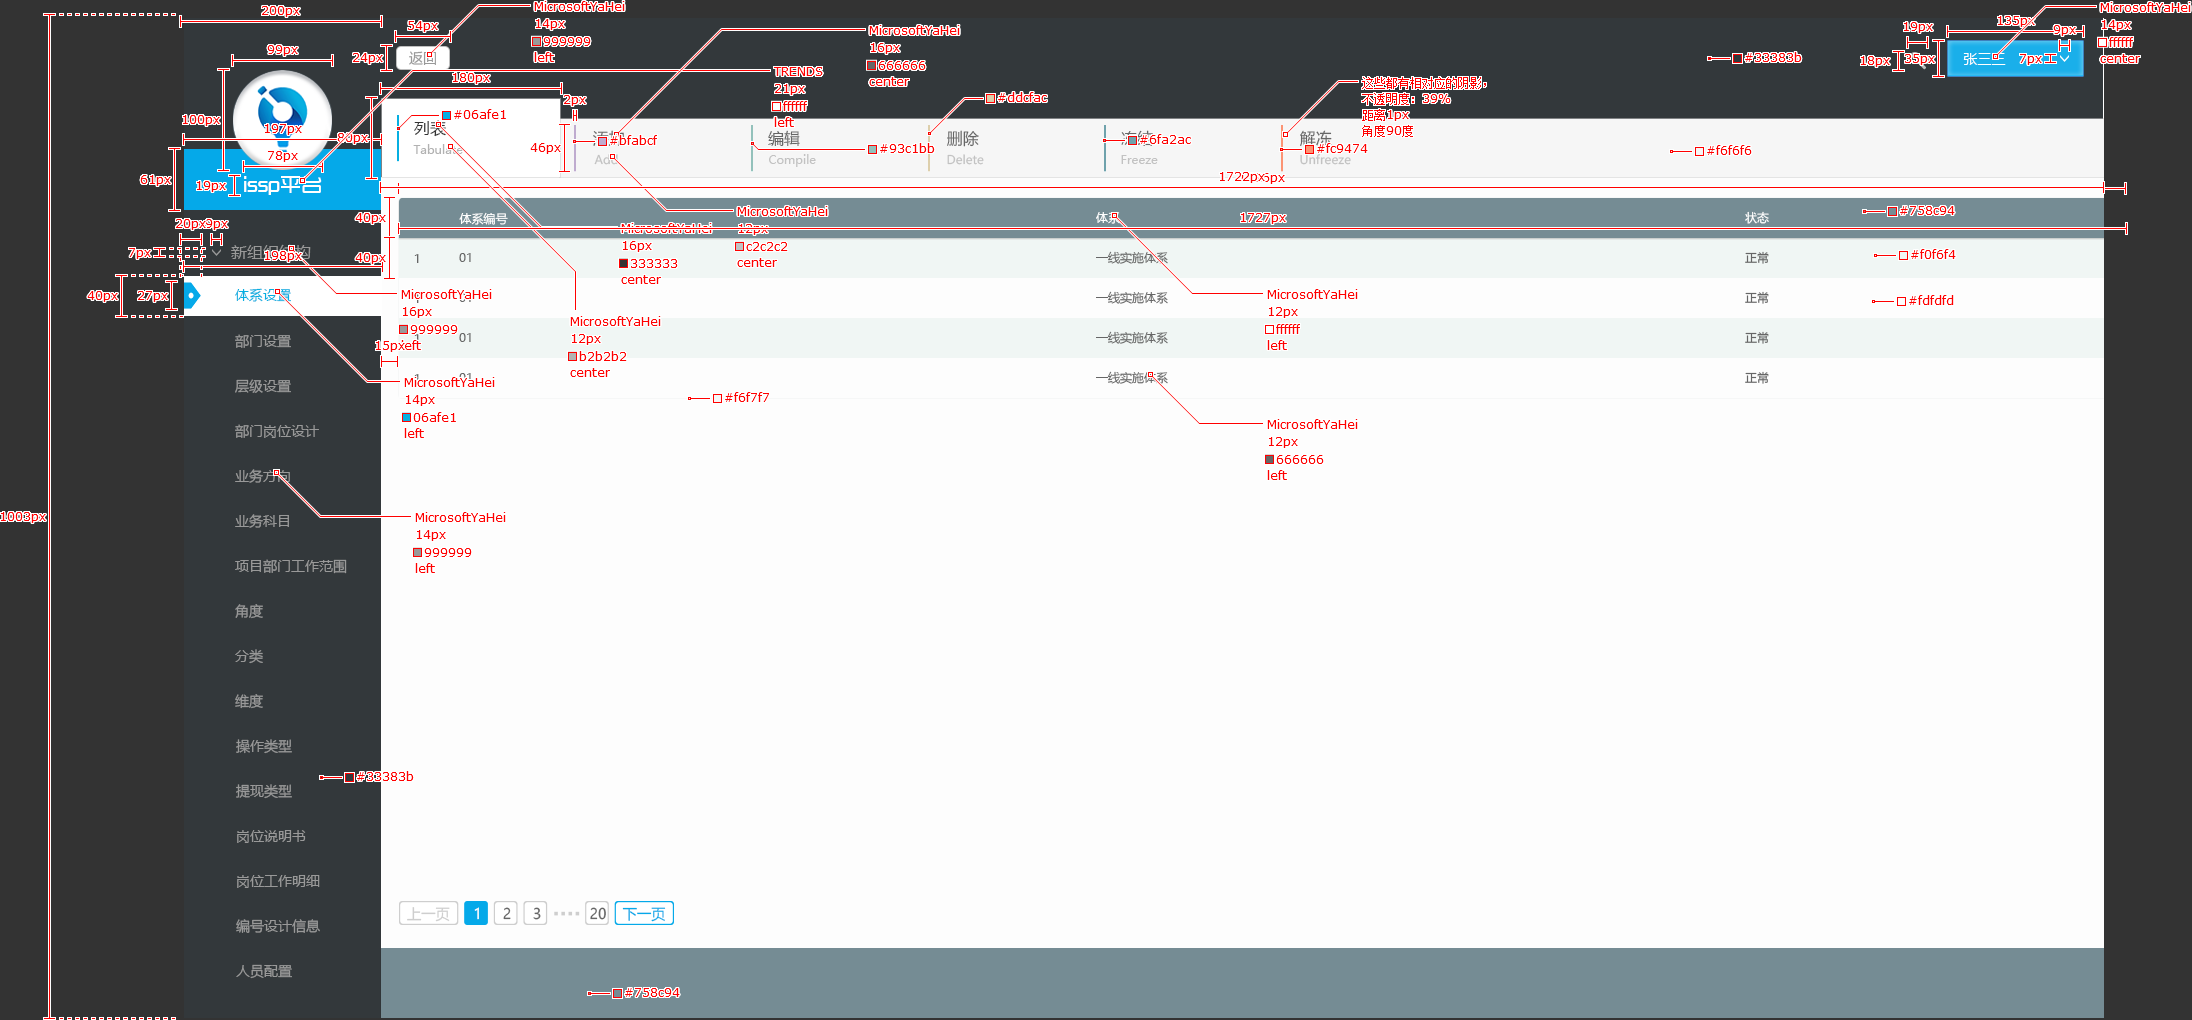 200px
MicrosoftYaHei
14px
999999
left
54px
24px
返回
99px
100px
180px
MicrosoftYaHei
16px
666666
center
TRENDS
21px
ffffff
left
#33383b
19px
135px
9px
18px
35px
张三三
7px
MicrosoftYaHei
14px
ffffff
center
197px
80px
78px
61px
19px
issp平台
列表
Tabulate
#06afe1
2px
46px
添加
Add
#bfabcf
编辑
Compile
#93c1bb
删除
Delete
#ddcfac
冻结
Freeze
#6fa2ac
解冻
Unfreeze
#fc9474
这些都有相对应的阴影,
不透明度：39%
距离1px
角度90度
#f6f6f6
1722px
40px
体系编号
体系
1727px
状态
#758c94
MicrosoftYaHei
12px
c2c2c2
center
MicrosoftYaHei
16px
333333
center
20px
9px
7px
新组织结构
198px
40px
1
01
一线实施体系
正常
#f0f6f4
40px
27px
体系设置
MicrosoftYaHei
16px
999999
left
一线实施体系
正常
#fdfdfd
MicrosoftYaHei
12px
ffffff
left
MicrosoftYaHei
12px
b2b2b2
center
部门设置
15px
1
01
一线实施体系
正常
层级设置
1
01
一线实施体系
正常
MicrosoftYaHei
14px
06afe1
left
#f6f7f7
MicrosoftYaHei
12px
666666
left
部门岗位设计
业务方向
1003px
业务科目
MicrosoftYaHei
14px
999999
left
项目部门工作范围
角度
分类
维度
操作类型
#33383b
提现类型
岗位说明书
岗位工作明细
编号设计信息
人员配置
上一页 1 2 3 ···· 20 下一页
#758c94